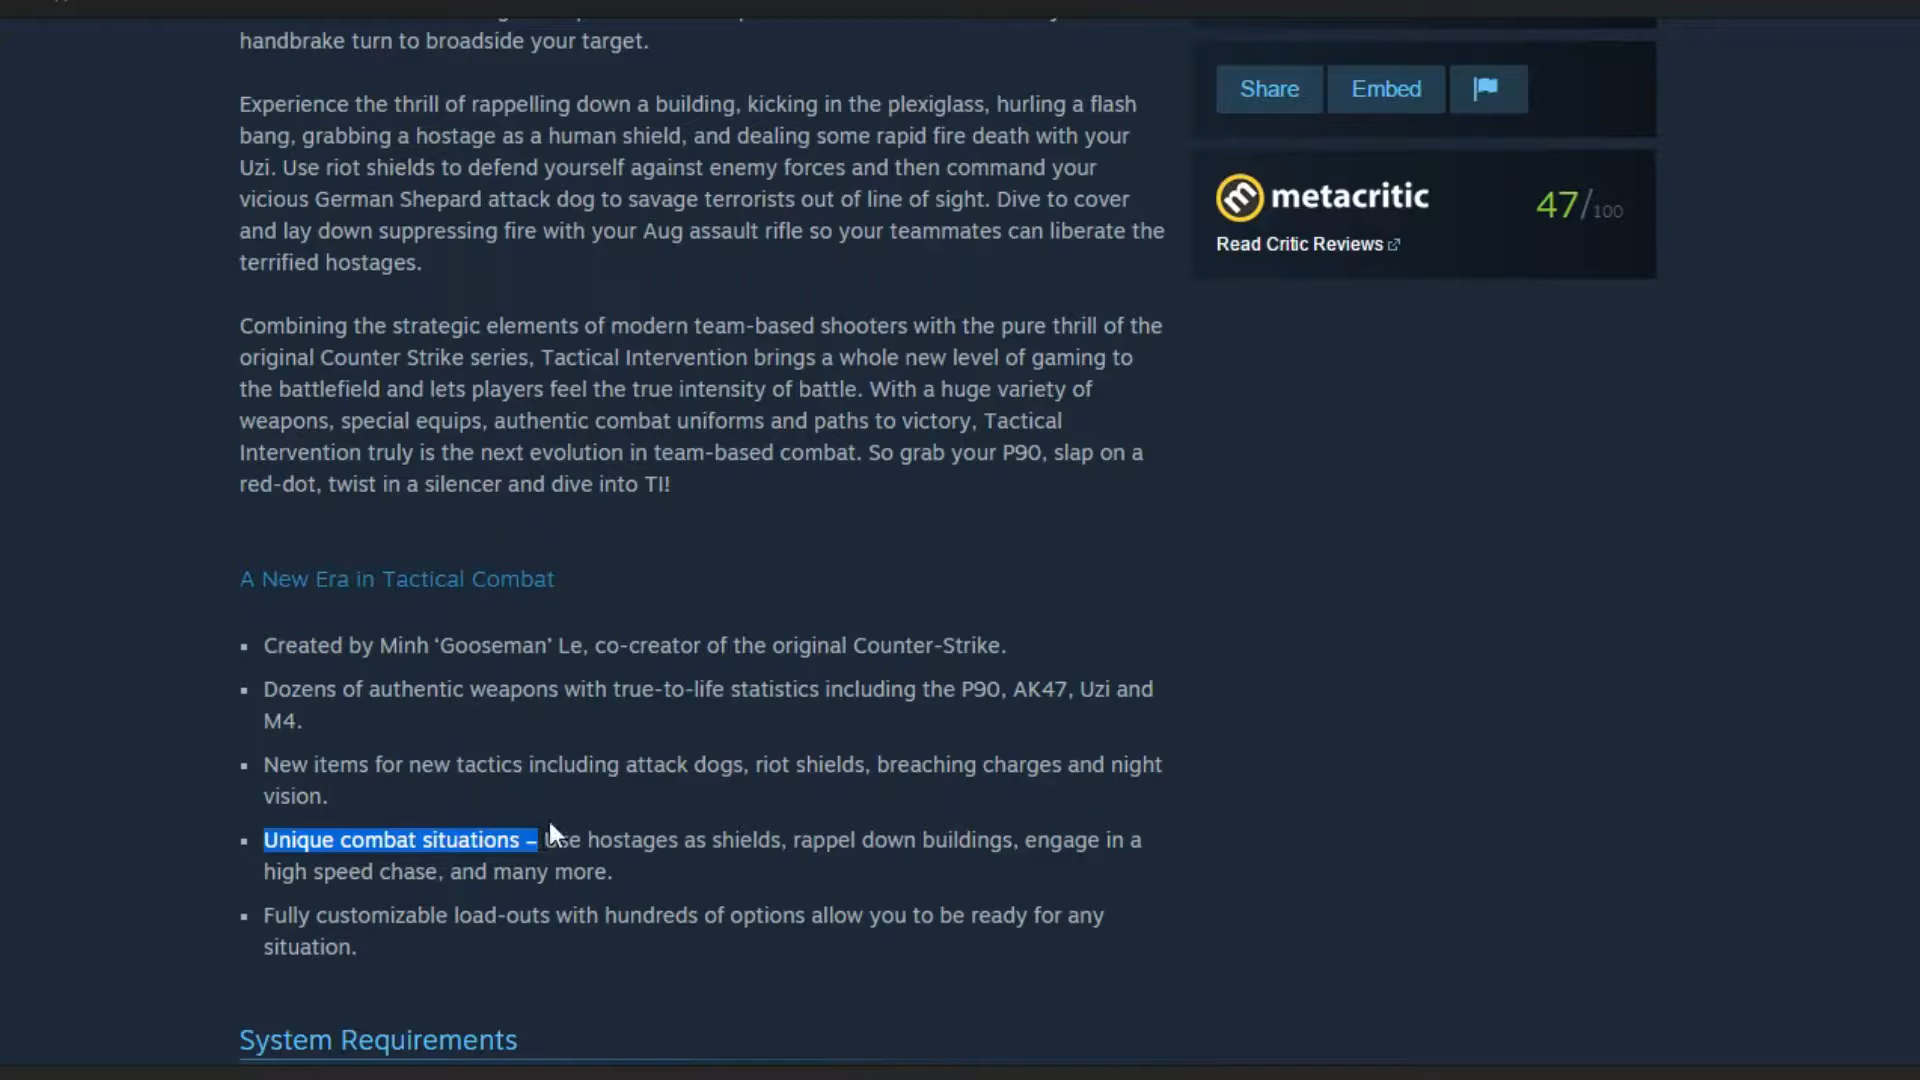 handbrake turn to broadside your target.
Experience the thrill of rappelling down a building, kicking in the plexiglass, hurling a flash
bang, grabbing a hostage as a human shield, and dealing some rapid fire death with your
Uzi. Use riot shields to defend yourself against enemy forces and then command your
vicious German Shepard attack dog to savage terrorists out of line of sight. Dive to cover
and lay down suppressing fire with your Aug assault rifle so your teammates can liberate the
terrified hostages.
Combining the strategic elements of modern team-based shooters with the pure thrill of the
original Counter Strike series, Tactical Intervention brings a whole new level of gaming to
the battlefield and lets players feel the true intensity of battle. With a huge variety of
weapons, special equips, authentic combat uniforms and paths to victory, Tactical
Intervention truly is the next evolution in team-based combat. So grab your P90, slap on a
red-dot, twist in a silencer and dive into TI!
A New Era in Tactical Combat
▪ Created by Minh ‘Gooseman’ Le, co-creator of the original Counter-Strike.
▪ Dozens of authentic weapons with true-to-life statistics including the P90, AK47, Uzi and
M4.
▪ New items for new tactics including attack dogs, riot shields, breaching charges and night
vision.
▪ Unique combat situations – Use hostages as shields, rappel down buildings, engage in a
high speed chase, and many more.
▪ Fully customizable load-outs with hundreds of options allow you to be ready for any
situation.
System Requirements
Share Embed
metacritic 47/100
Read Critic Reviews